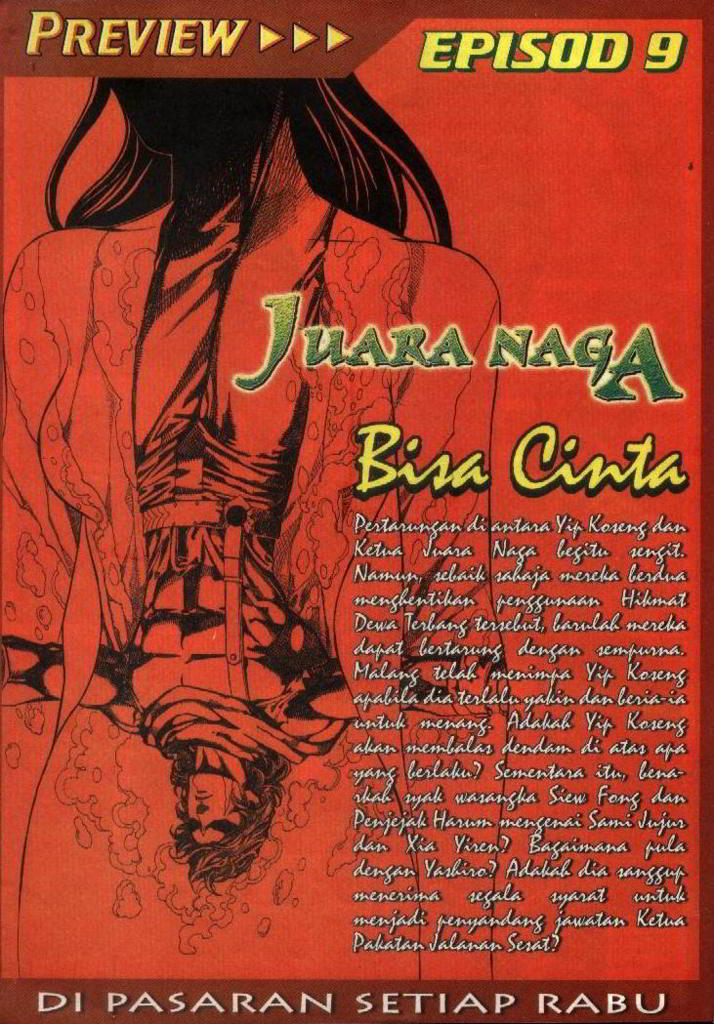 PREVIEW
EPISOD 9
JUARA NAGA
Bisa Cinta
Pertarungan di antara Yip Koseng dan
Ketua Juara Naga begitu sengit.
Namun, sebaik sahaja mereka berdua
menghentikan penggunaan Hikmat
Dewa Terbang tersebut, barulah mereka
dapat bertarung dengan sempurna.
Malang telah menimpa Yip Koseng
apabila dia terlalu yakin dan beria-ia
untuk menang. Adakah Yip Koseng
akan membalas dendam di atas apa
yang berlaku? Sementara itu, bena-
rkah syak wasangka Siew Fong dan
Penjejak Harum mengenai Sami Jujur
dan Xia Yiren? Bagaimana pula
dengan Yashiro? Adakah dia sanggup
menerima segala syarat untuk
menjadi penyandang jawatan Ketua
Pakatan Jalanan Sesat?
DI PASARAN SETIAP RABU